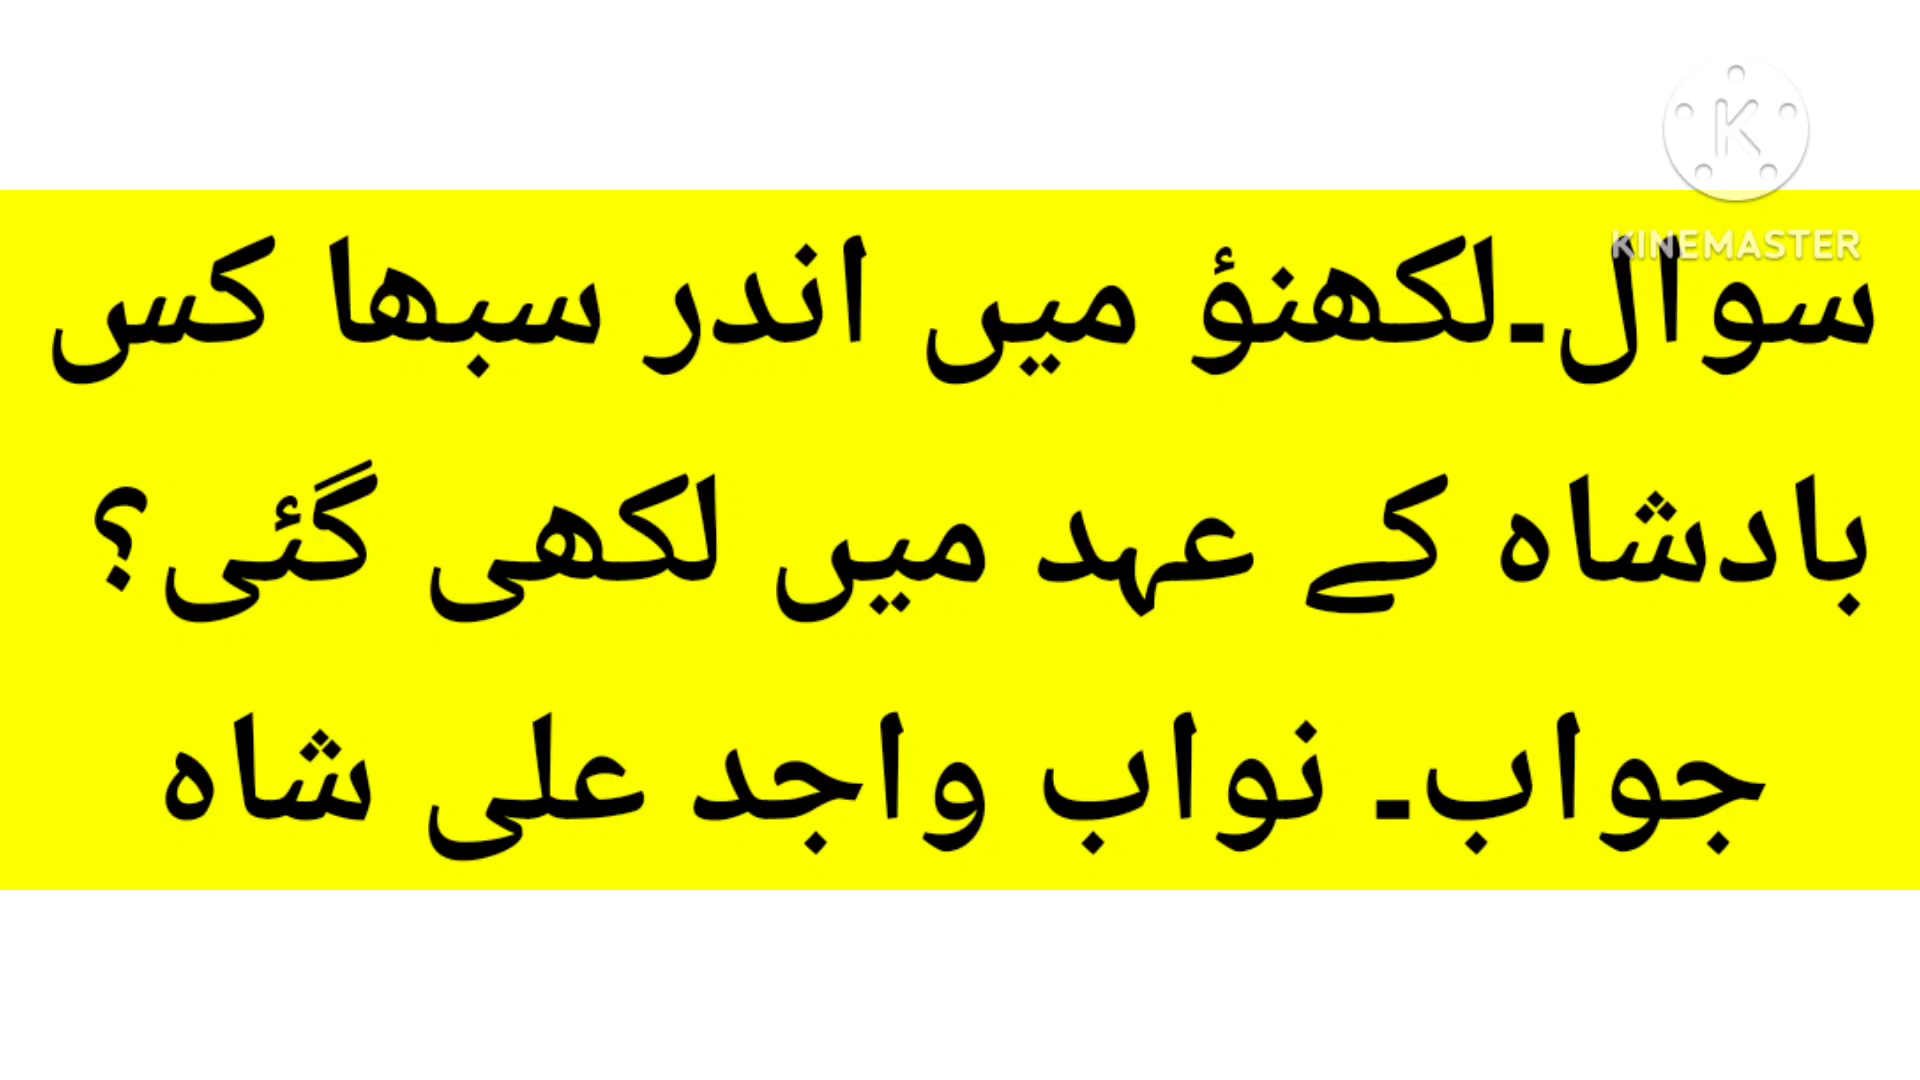 KINEMASTER
سوال۔لکھنؤ میں اندر سبھا کس
بادشاہ کے عہد میں لکھی گئی؟
جواب۔ نواب واجد علی شاہ